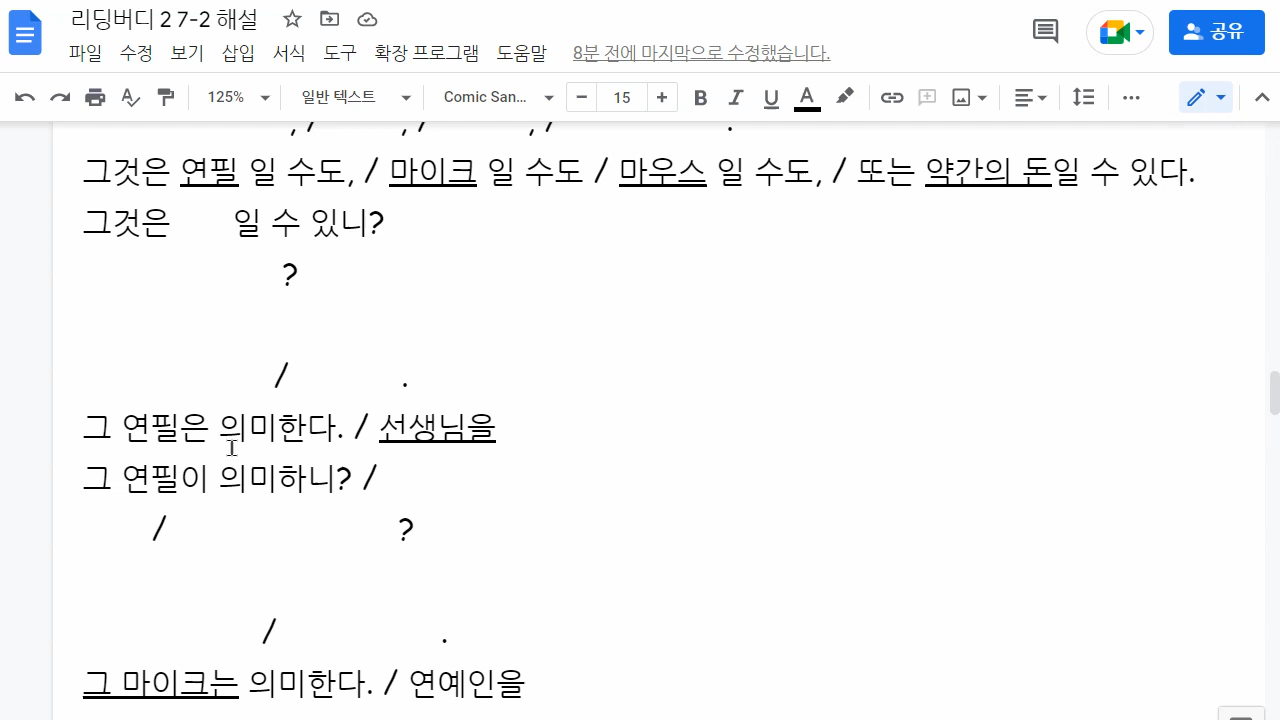 리딩버디 2 7-2 해설
파일 수정 보기 삽입 서식 도구 확장 프로그램 도움말 8분 전에 마지막으로 수정했습니다.
공유
125% 일반 텍스트 Comic San... − 15 + B I U A
, / , / , / .
그것은 연필 일 수도, / 마이크 일 수도 / 마우스 일 수도, / 또는 약간의 돈일 수 있다.
그것은 일 수 있니?
?
/ .
그 연필은 의미한다. / 선생님을
그 연필이 의미하니? /
/ ?
/ .
그 마이크는 의미한다. / 연예인을